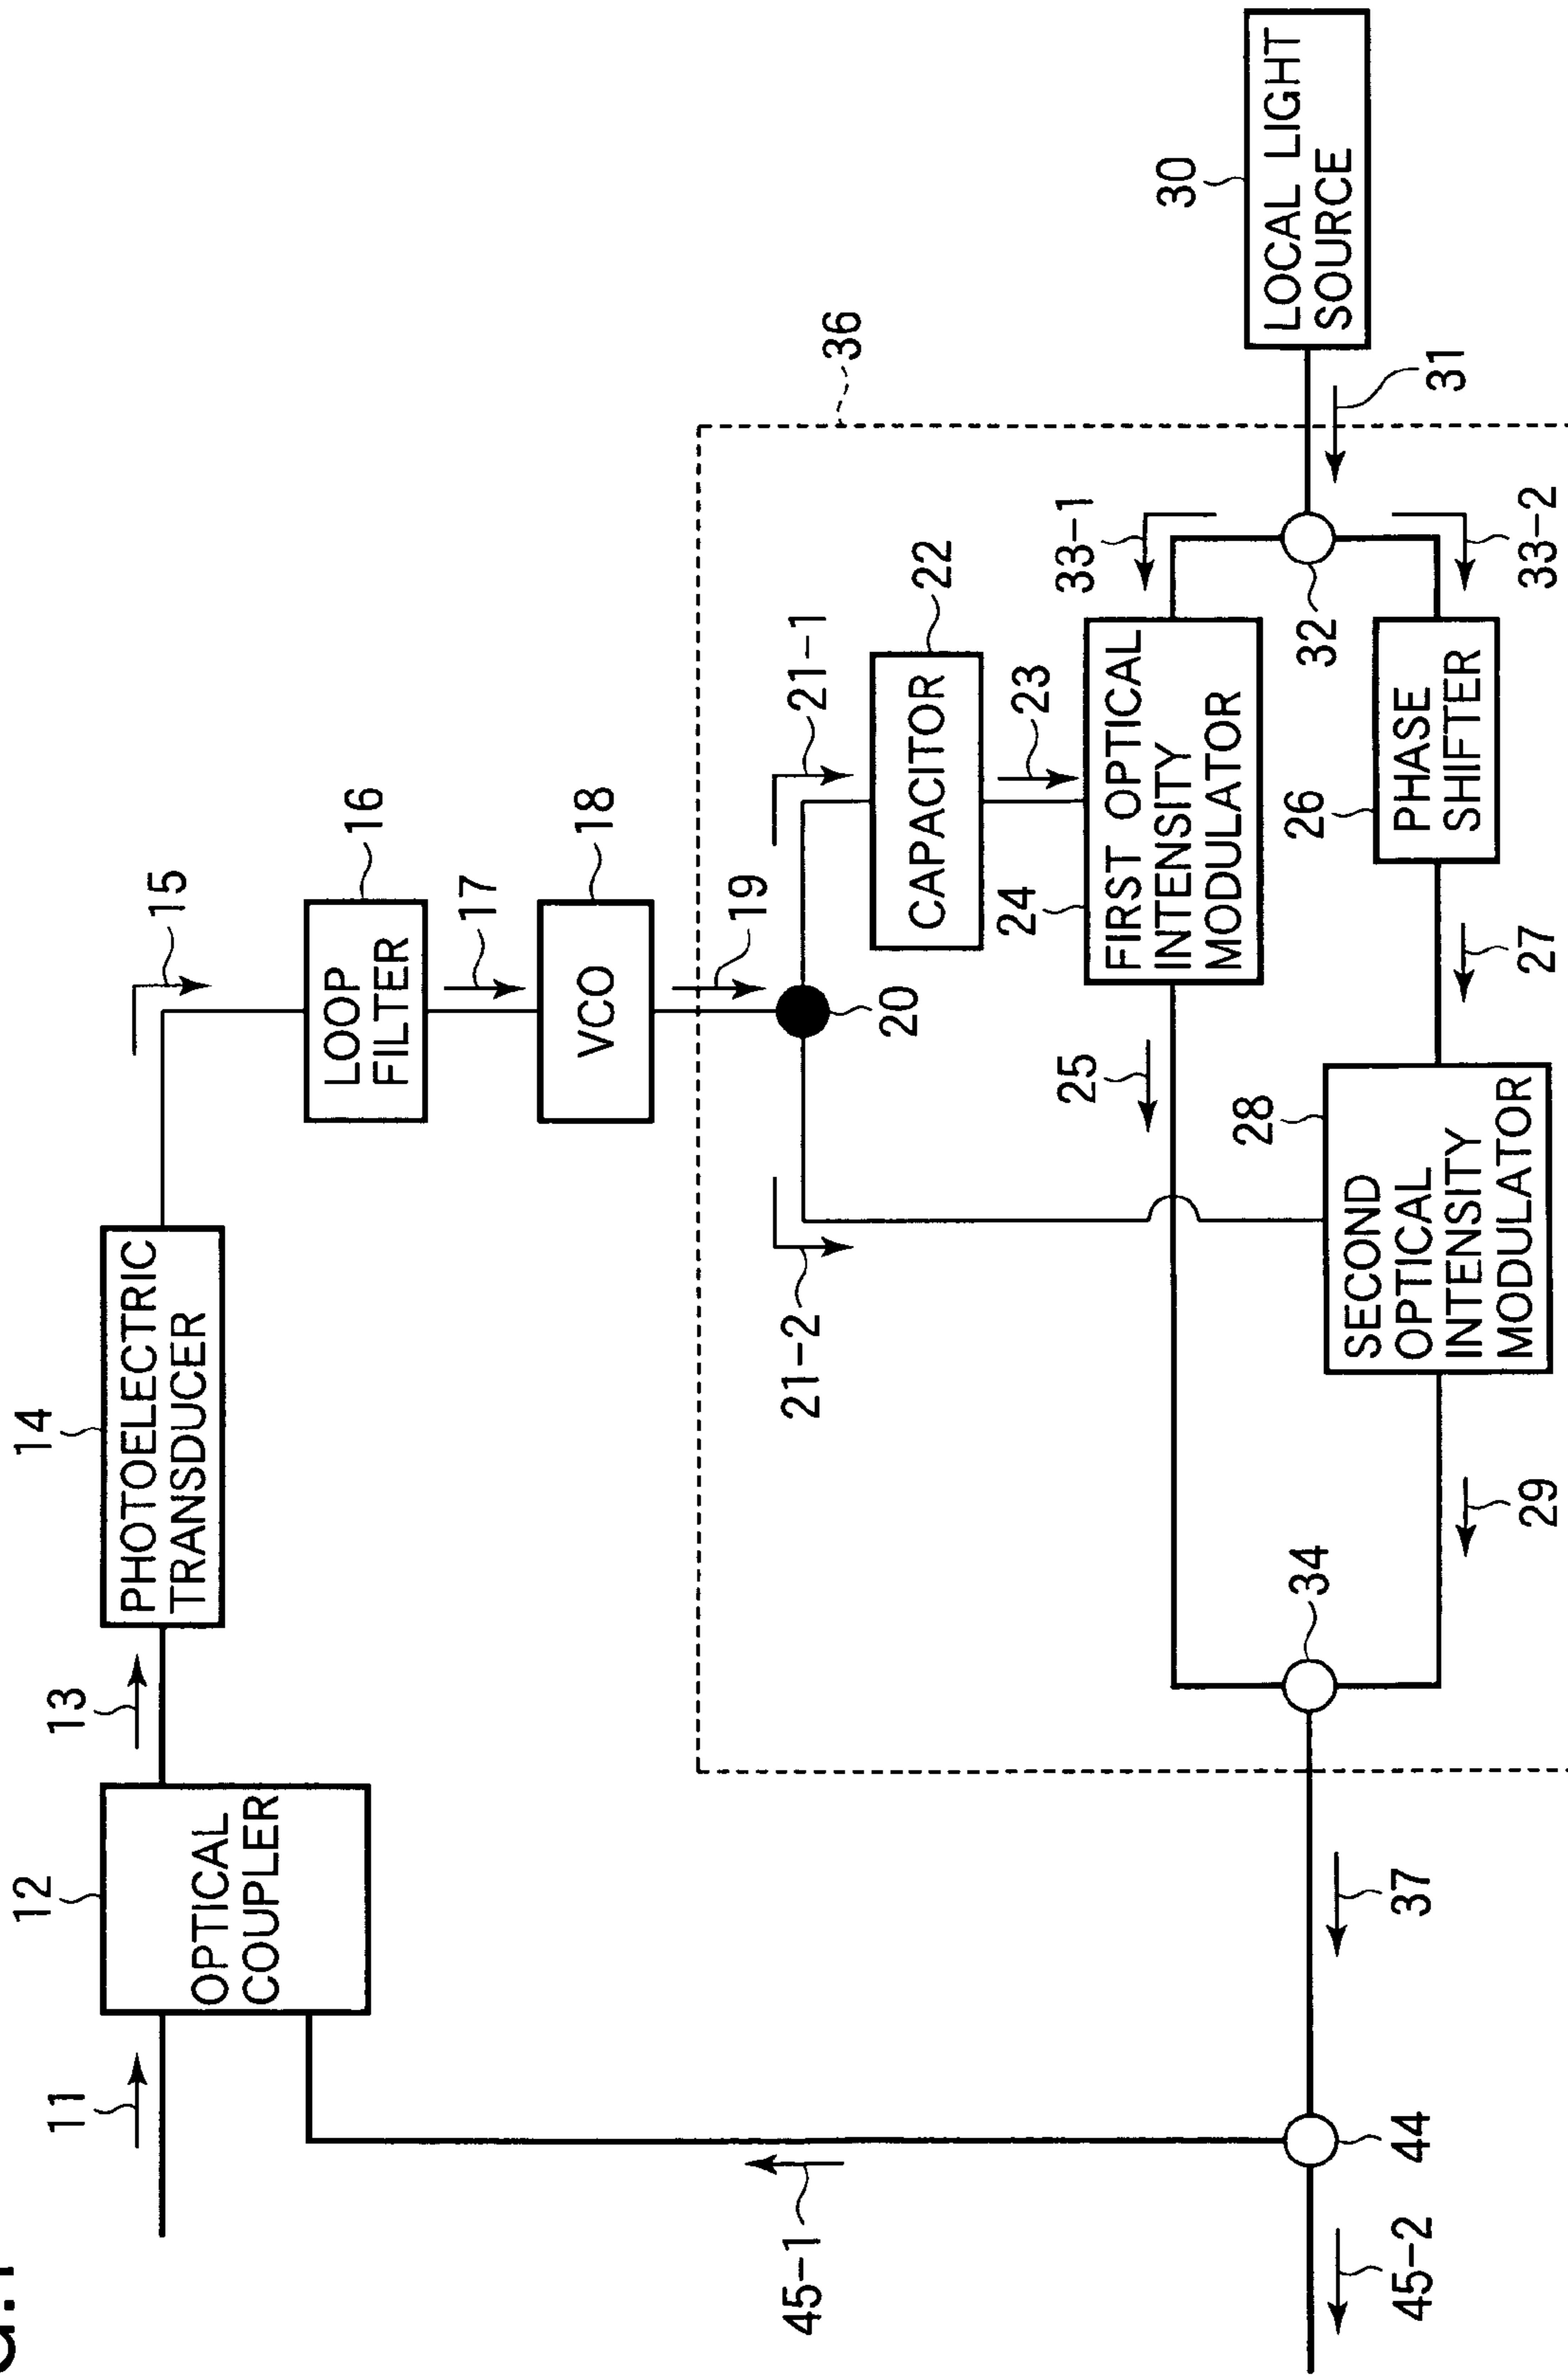 12
14
11
13
PHOTOELECTRIC
TRANSDUCER
15
OPTICAL
COUPLER
LOOP
FILTER
16
17
VCO
18
19
45-1
21-2
21-1
36
20
CAPACITOR
22
24
23
25
33-1
FIRST OPTICAL
INTENSITY
MODULATOR
30
28
34
26
32
LOCAL LIGHT
SOURCE
SECOND
OPTICAL
INTENSITY
MODULATOR
PHASE
SHIFTER
45-2
44
37
31
29
27
33-2